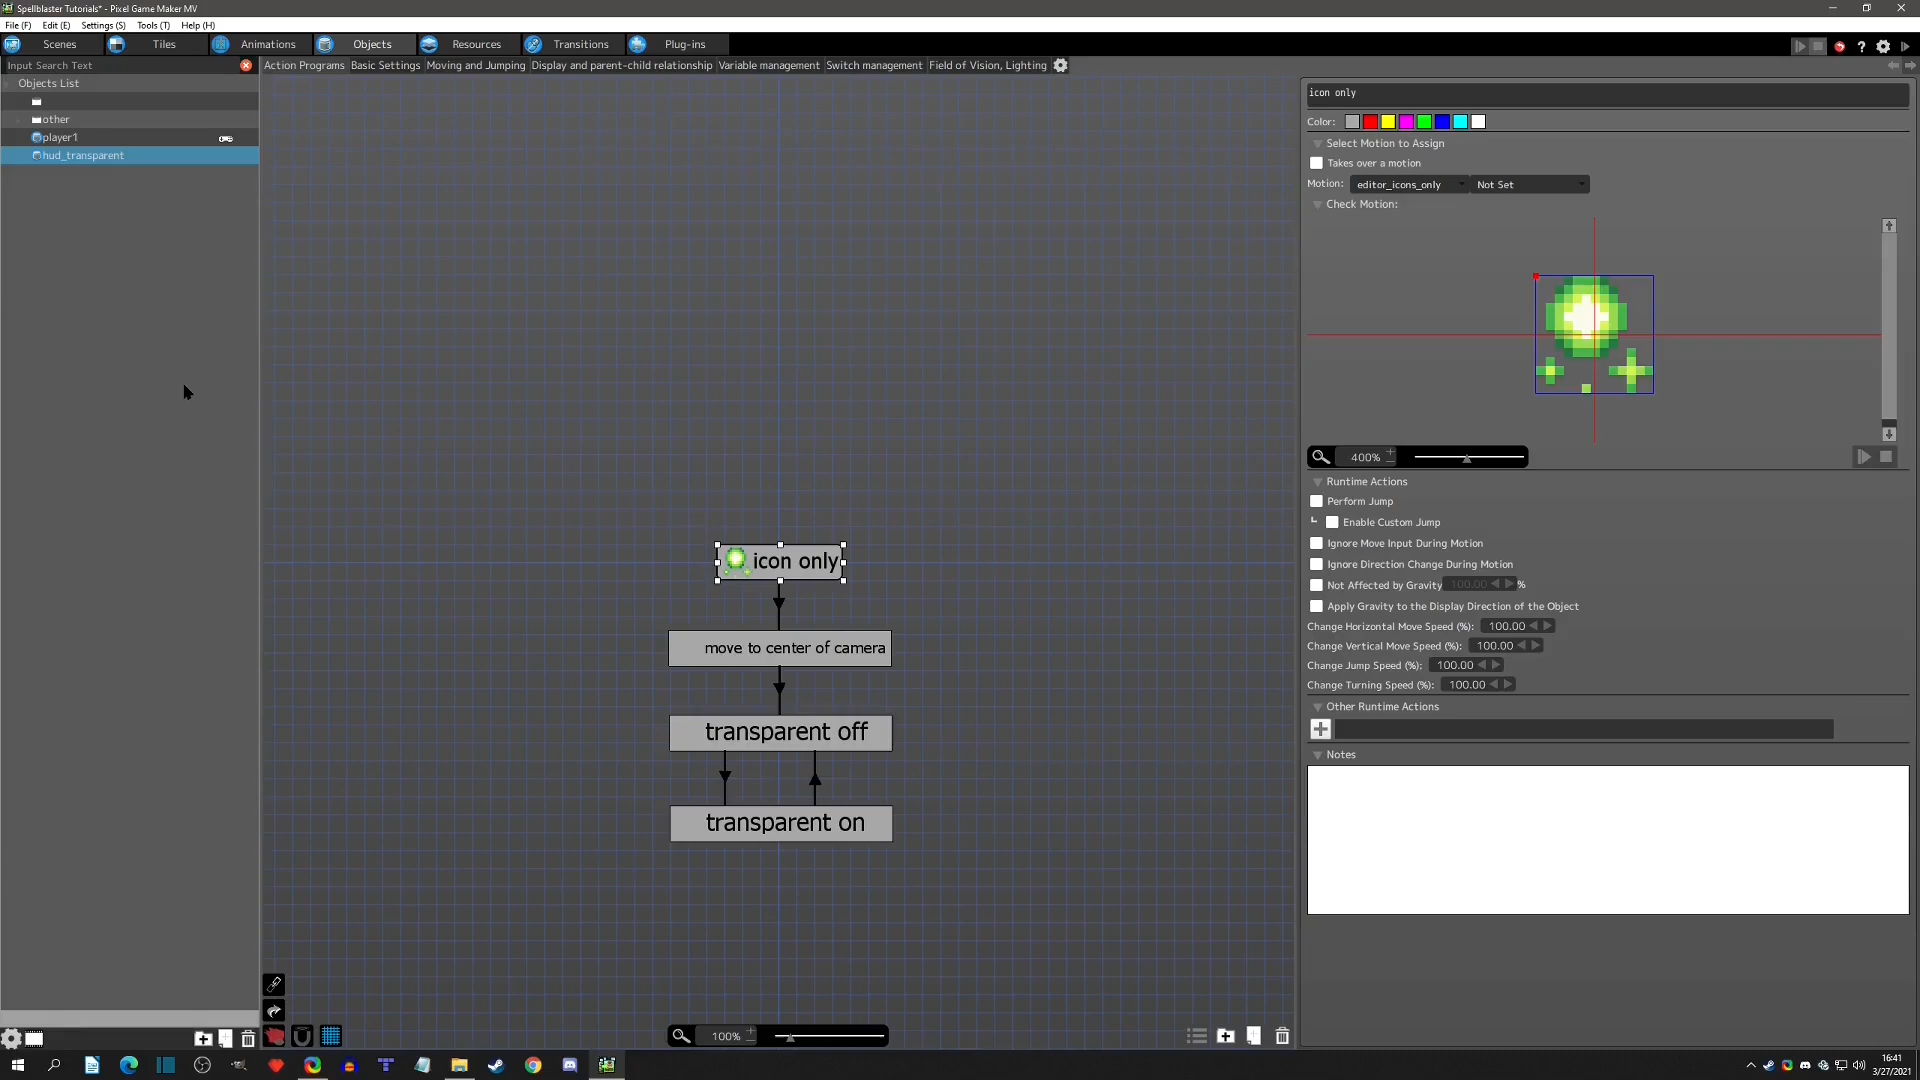 Spellblaster Tutorials* - Pixel Game Maker MV
File (F) Edit (E) Settings (S) Tools (T) Help (H)
Scenes Tiles Animations Objects Resources Transitions Plug-ins
Input Search Text
Action Programs Basic Settings Moving and Jumping Display and parent-child relationship Variable management Switch management Field of Vision, Lighting
Objects List
other
player1
hud_transparent
icon only
move to center of camera
transparent off
transparent on
100%
icon only
Color:
Select Motion to Assign
Takes over a motion
Motion: editor_icons_only Not Set
Check Motion:
400%
Runtime Actions
Perform Jump
Enable Custom Jump
Ignore Move Input During Motion
Ignore Direction Change During Motion
Not Affected by Gravity 100.00 %
Apply Gravity to the Display Direction of the Object
Change Horizontal Move Speed (%): 100.00
Change Vertical Move Speed (%): 100.00
Change Jump Speed (%): 100.00
Change Turning Speed (%): 100.00
Other Runtime Actions
Notes
16:41
3/27/2021